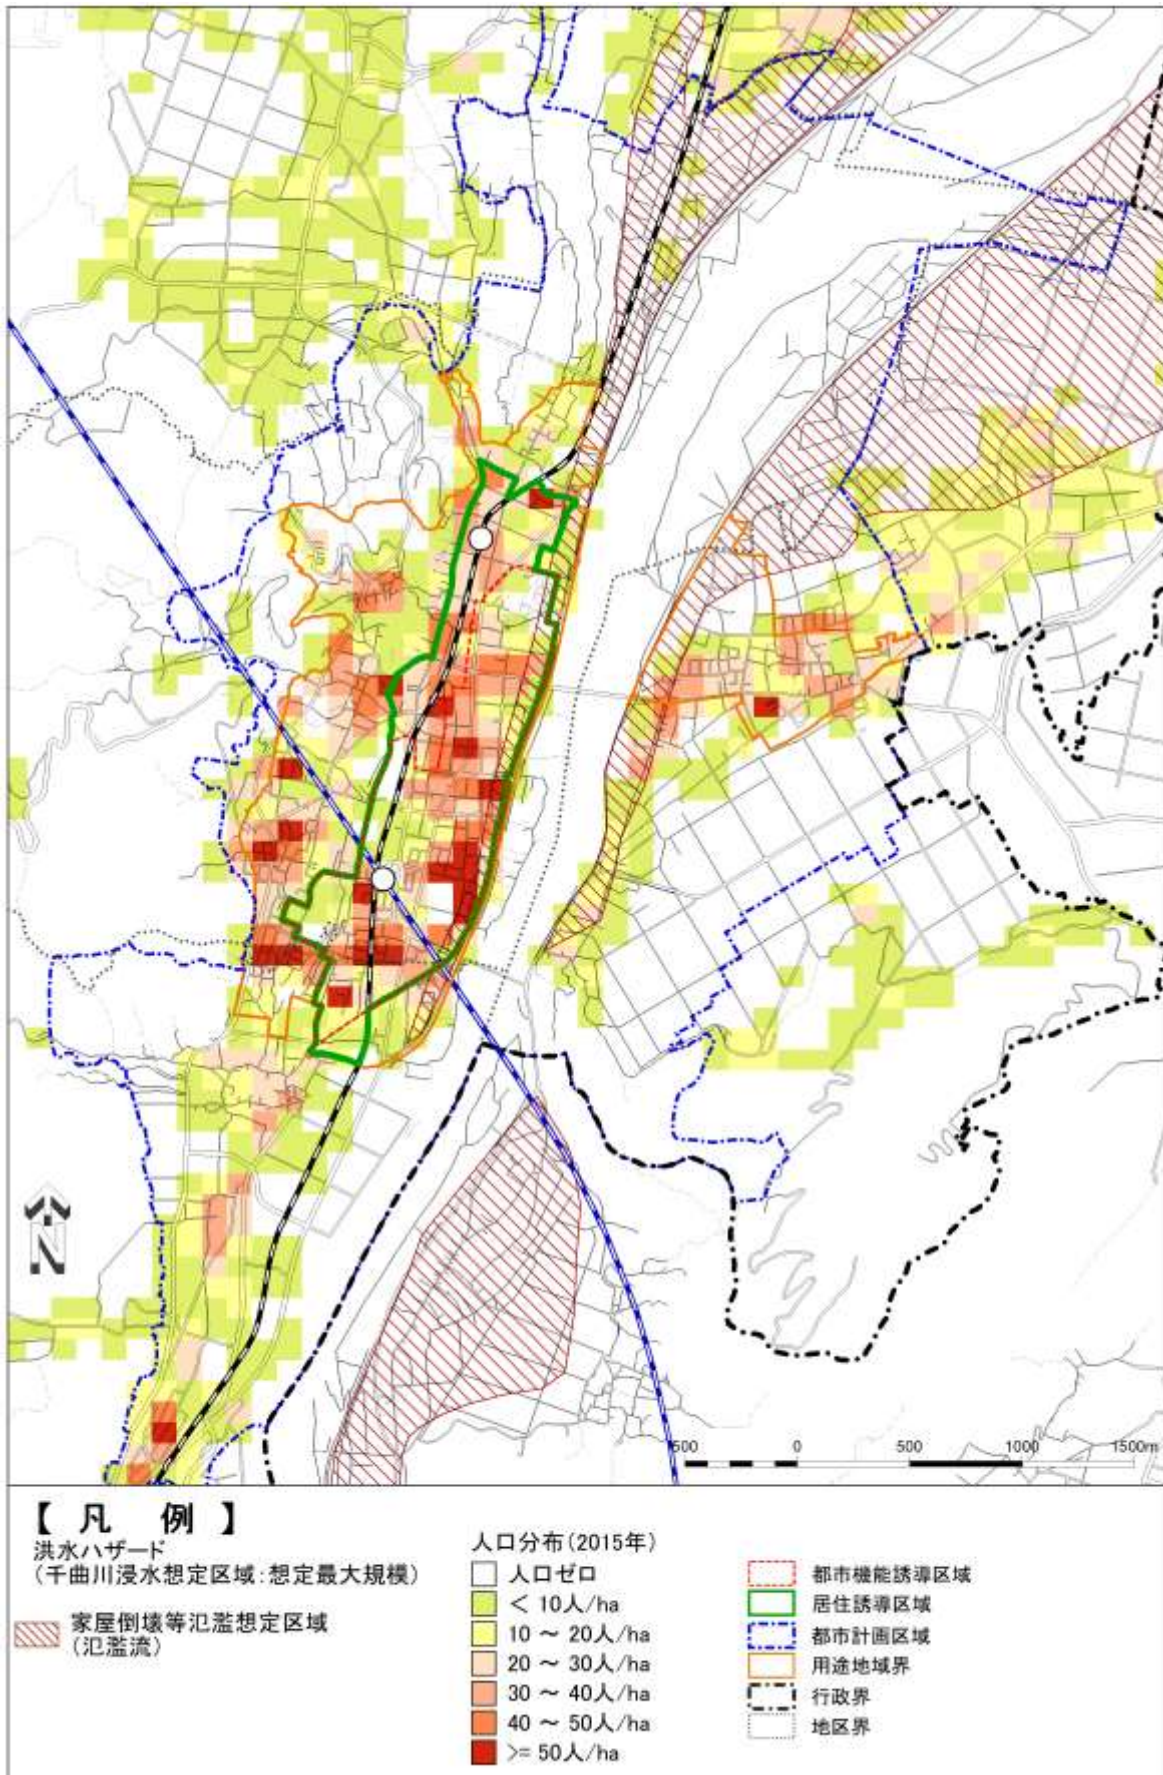 N
500 0 500 1000 1500m
【 凡 例 】
洪水ハザード
(千曲川浸水想定区域:想定最大規模)
家屋倒壊等氾濫想定区域
(氾濫流)
人口分布(2015年)
人口ゼロ
< 10人/ha
10 ～ 20人/ha
20 ～ 30人/ha
30 ～ 40人/ha
40 ～ 50人/ha
>= 50人/ha
都市機能誘導区域
居住誘導区域
都市計画区域
用途地域界
行政界
地区界